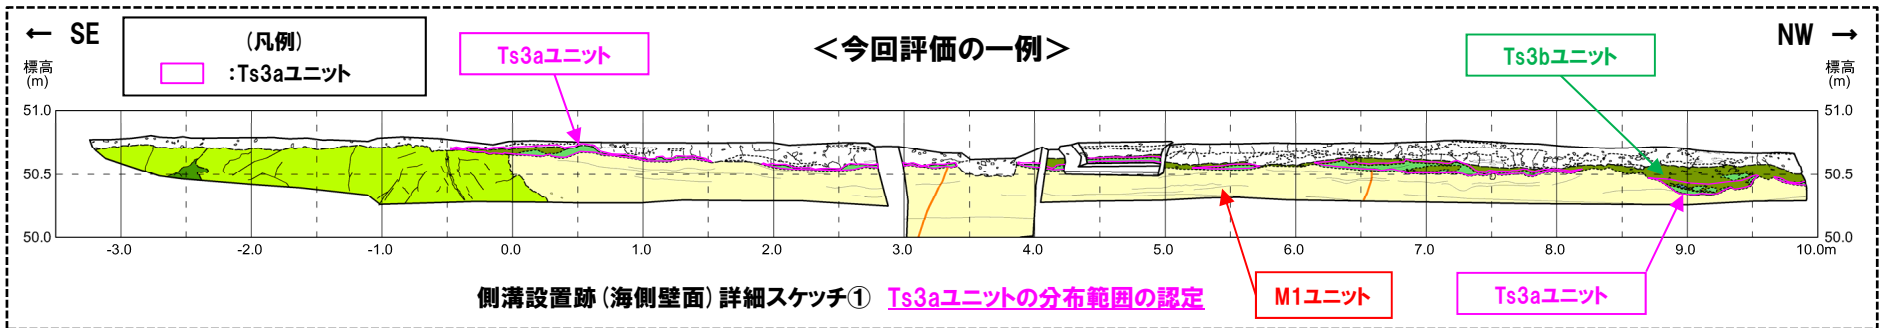 ← SE
(凡例)
:Ts3aユニット
Ts3aユニット
＜今回評価の一例＞
Ts3bユニット
NW →
標高
(m)
標高
(m)
51.0
51.0
50.5
50.5
50.0
50.0
-3.0
-2.0
-1.0
0.0
1.0
2.0
3.0
4.0
5.0
6.0
7.0
8.0
9.0
10.0m
側溝設置跡(海側壁面)詳細スケッチ① Ts3aユニットの分布範囲の認定
M1ユニット
Ts3aユニット